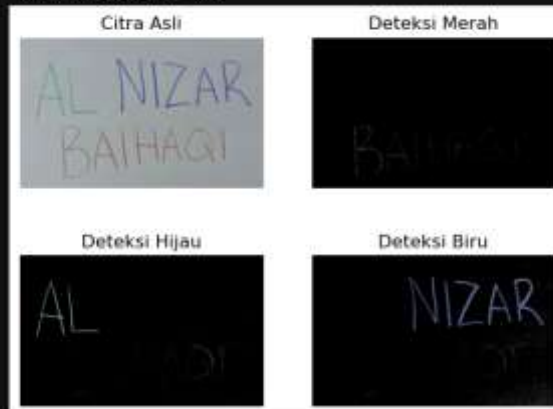 Citra Asli
AL NIZAR
BAIHAQI
Deteksi Merah
BAIHAQI
Deteksi Hijau
AL
Deteksi Biru
NIZAR